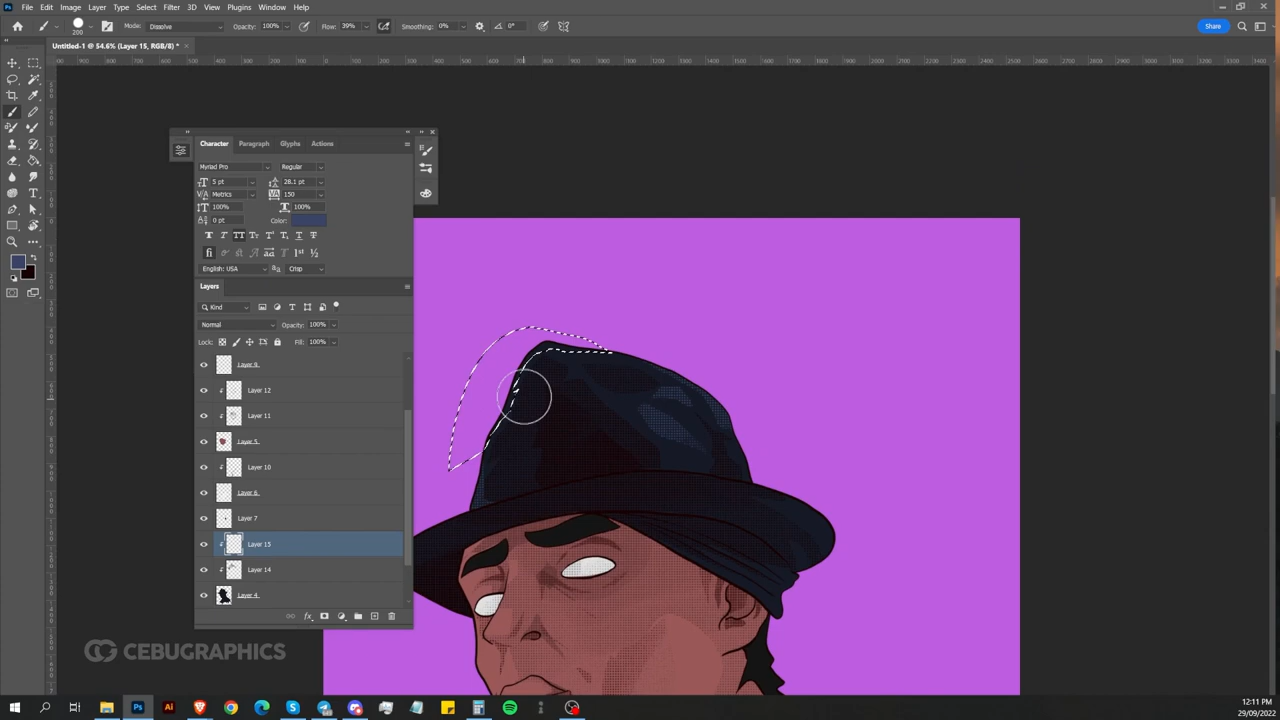 File Edit Image Layer Type Select Filter 3D View Plugins Window Help
200 Mode: Dissolve Opacity: 100% Flow: 39% Smoothing: 0% 0° Share
Untitled-1 @ 54.6% (Layer 15, RGB/8) *
Character Paragraph Glyphs Actions
Myriad Pro Regular
5 pt 28.1 pt
Metrics 150
100% 100%
0 pt Color:
English: USA Crisp
Layers
Kind
Normal Opacity: 100%
Lock: Fill: 100%
Layer 9
Layer 12
Layer 11
Layer 5
Layer 10
Layer 6
Layer 7
Layer 15
Layer 14
Layer 4
CEBUGRAPHICS
12:11 PM
29/09/2022